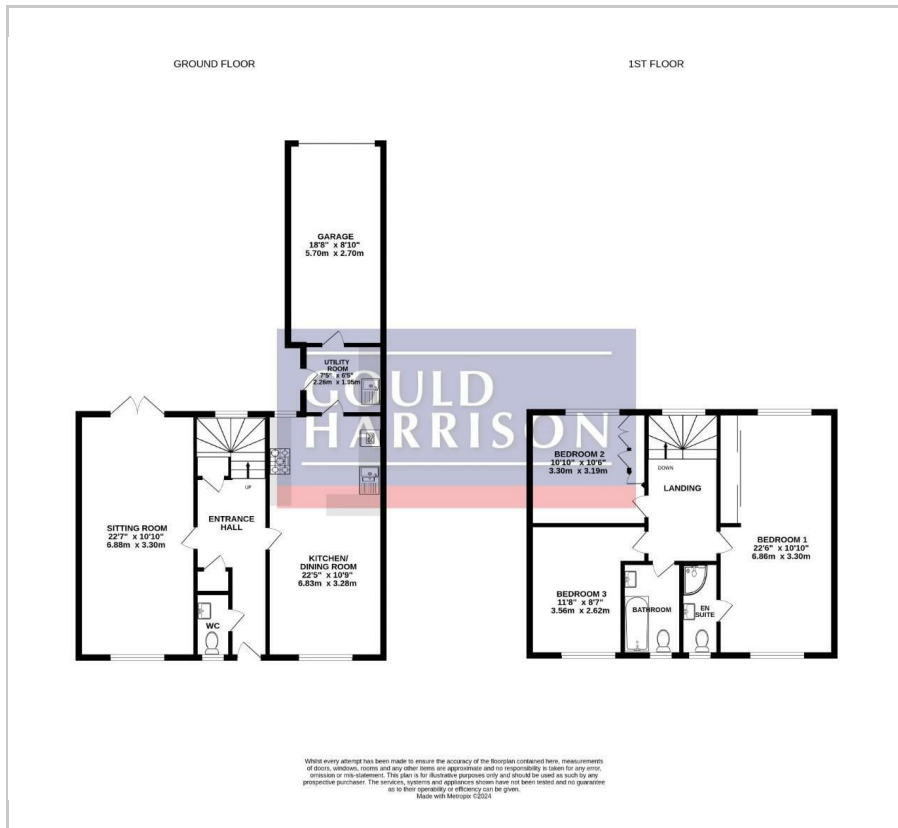 GROUND FLOOR
1ST FLOOR
GARAGE
18'8" x 8'10"
5.70m x 2.70m
UTILITY
ROOM
7'5" x 6'5"
2.26m x 1.95m
GOULD
HARRISON
SITTING ROOM
22'7" x 10'10"
6.88m x 3.30m
UP
ENTRANCE
HALL
KITCHEN/
DINING ROOM
22'5" x 10'9"
6.83m x 3.28m
WC
BEDROOM 2
10'10" x 10'6"
3.30m x 3.19m
DOWN
LANDING
BEDROOM 1
22'6" x 10'10"
6.86m x 3.30m
BEDROOM 3
11'8" x 8'7"
3.56m x 2.62m
BATHROOM
EN
SUITE
Whilst every attempt has been made to ensure the accuracy of the floorplan contained here, measurements
of doors, windows, rooms and any other items are approximate and no responsibility is taken for any error,
omission or mis-statement. This plan is for illustrative purposes only and should be used as such by any
prospective purchaser. The services, systems and appliances shown have not been tested and no guarantee
as to their operability or efficiency can be given.
Made with Metropix ©2024